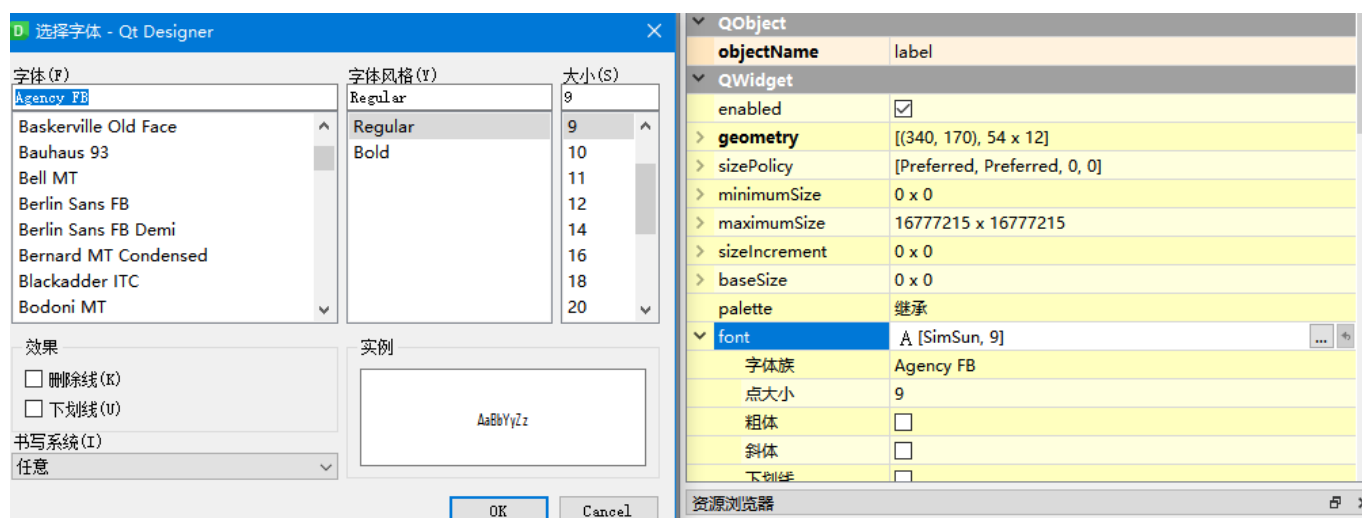 D 选择字体 - Qt Designer
字体(F)
Agency FB
Baskerville Old Face
Bauhaus 93
Bell MT
Berlin Sans FB
Berlin Sans FB Demi
Bernard MT Condensed
Blackadder ITC
Bodoni MT
字体风格(Y)
Regular
Regular
Bold
大小(S)
9
9
10
11
12
14
16
18
20
效果
删除线(K)
下划线(U)
实例
AaBbYyZz
书写系统(I)
任意
OK
Cancel
QObject
objectName label
QWidget
enabled
geometry [(340, 170), 54 x 12]
sizePolicy [Preferred, Preferred, 0, 0]
minimumSize 0 x 0
maximumSize 16777215 x 16777215
sizeIncrement 0 x 0
baseSize 0 x 0
palette 继承
font A [SimSun, 9] ...
字体族 Agency FB
点大小 9
粗体
斜体
下划线
资源浏览器